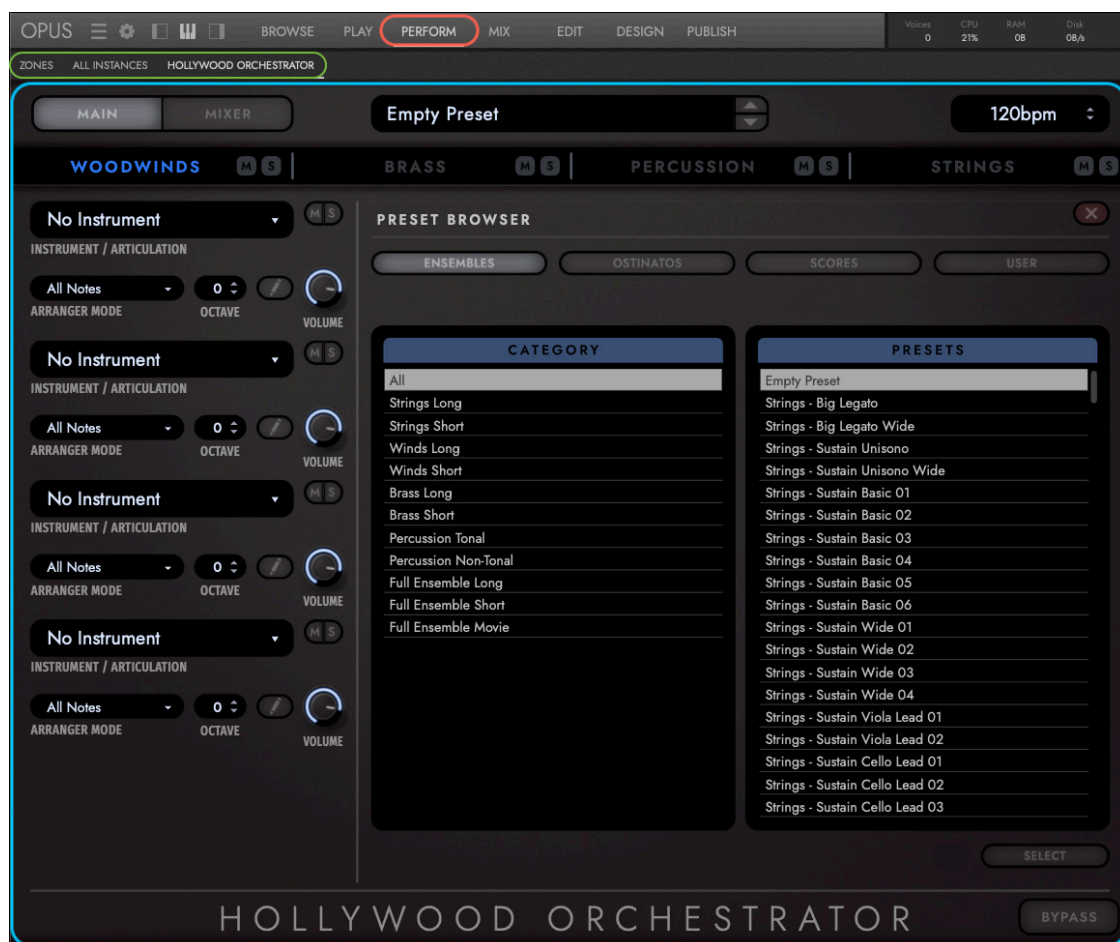 OPUS BROWSE PLAY PERFORM MIX EDIT DESIGN PUBLISH Voices CPU RAM Disk
0 21% 0B 0B/s
ZONES ALL INSTANCES HOLLYWOOD ORCHESTRATOR
MAIN MIXER Empty Preset 120bpm
WOODWINDS M S BRASS M S PERCUSSION M S STRINGS M S
No Instrument M S
INSTRUMENT / ARTICULATION
All Notes 0
ARRANGER MODE OCTAVE VOLUME
No Instrument M S
INSTRUMENT / ARTICULATION
All Notes 0
ARRANGER MODE OCTAVE VOLUME
No Instrument M S
INSTRUMENT / ARTICULATION
All Notes 0
ARRANGER MODE OCTAVE VOLUME
No Instrument M S
INSTRUMENT / ARTICULATION
All Notes 0
ARRANGER MODE OCTAVE VOLUME
PRESET BROWSER
ENSEMBLES OSTINATOS SCORES USER
CATEGORY
All
Strings Long
Strings Short
Winds Long
Winds Short
Brass Long
Brass Short
Percussion Tonal
Percussion Non-Tonal
Full Ensemble Long
Full Ensemble Short
Full Ensemble Movie
PRESETS
Empty Preset
Strings - Big Legato
Strings - Big Legato Wide
Strings - Sustain Unisono
Strings - Sustain Unisono Wide
Strings - Sustain Basic 01
Strings - Sustain Basic 02
Strings - Sustain Basic 03
Strings - Sustain Basic 04
Strings - Sustain Basic 05
Strings - Sustain Basic 06
Strings - Sustain Wide 01
Strings - Sustain Wide 02
Strings - Sustain Wide 03
Strings - Sustain Wide 04
Strings - Sustain Viola Lead 01
Strings - Sustain Viola Lead 02
Strings - Sustain Cello Lead 01
Strings - Sustain Cello Lead 02
Strings - Sustain Cello Lead 03
SELECT
HOLLYWOOD ORCHESTRATOR BYPASS